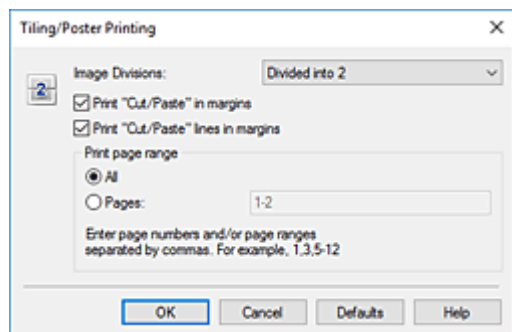 Tiling/Poster Printing
Image Divisions: Divided into 2
2
Print "Cut/Paste" in margins
Print "Cut/Paste" lines in margins
Print page range
All
Pages: 1-2
Enter page numbers and/or page ranges
separated by commas. For example, 1,3,5-12
OK Cancel Defaults Help